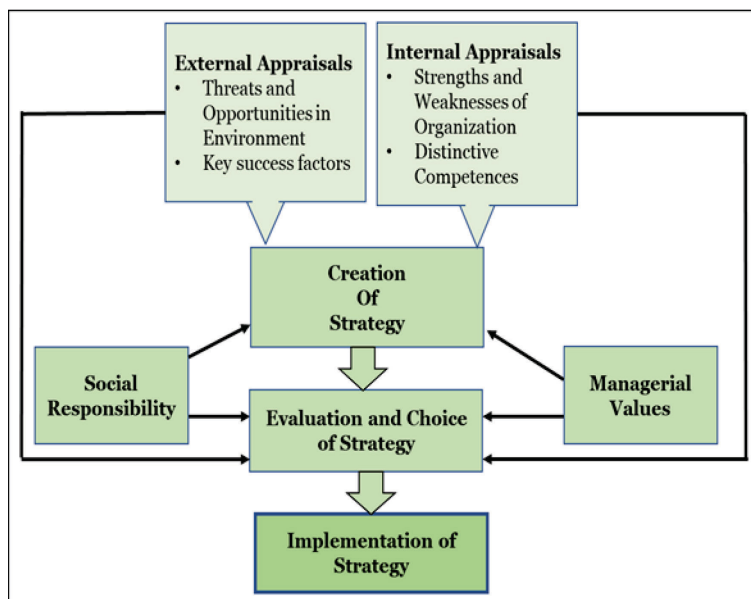 External Appraisals
• Threats and
Opportunities in
Environment
• Key success factors
Internal Appraisals
• Strengths and
Weaknesses of
Organization
• Distinctive
Competences
Creation
Of
Strategy
Social
Responsibility
Managerial
Values
Evaluation and Choice
of Strategy
Implementation of
Strategy